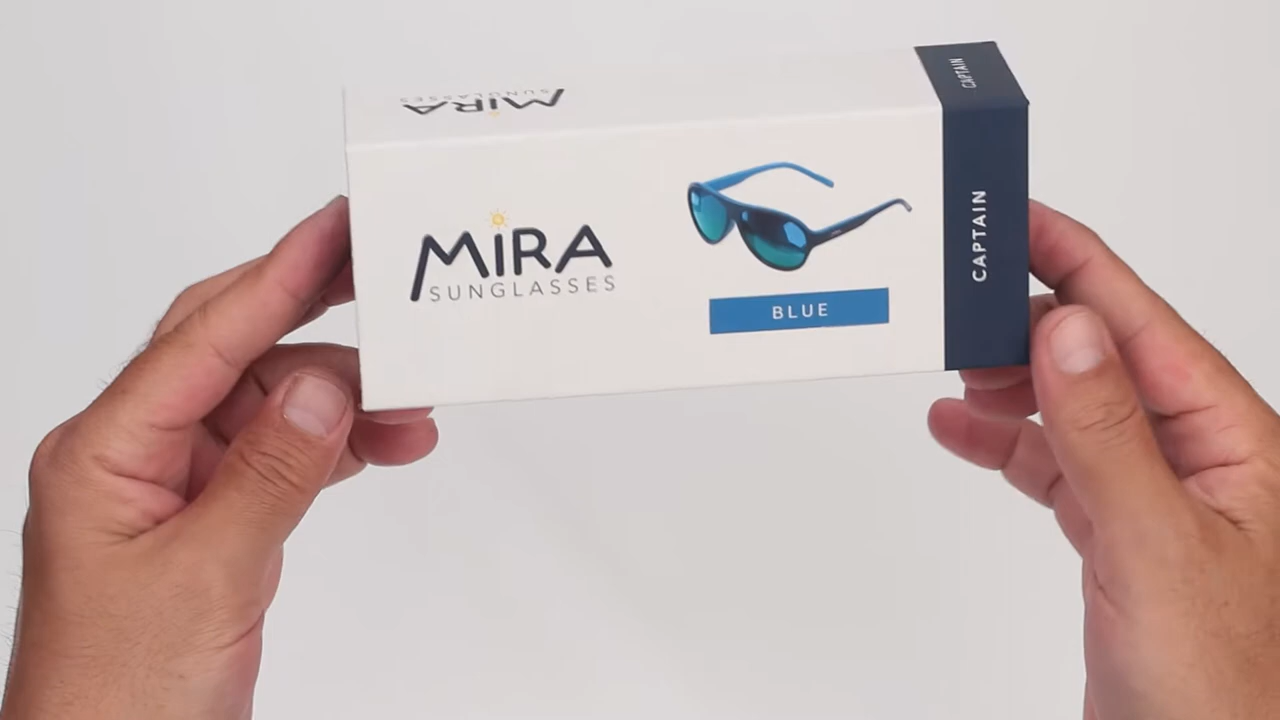 CAPTAIN
MiRA
SUNGLASSES
MiRA
SUNGLASSES
BLUE
CAPTAIN